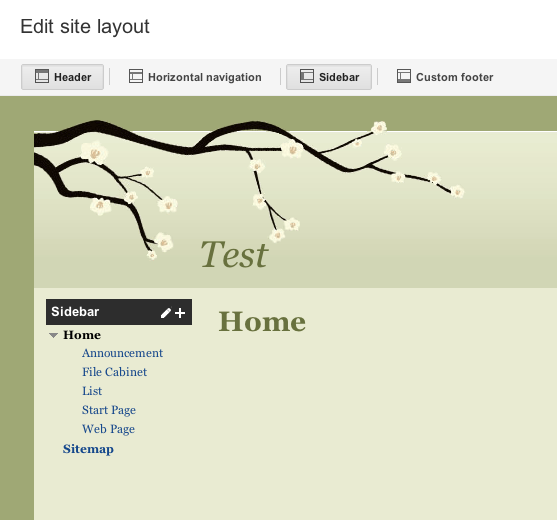 Edit site layout
Header Horizontal navigation Sidebar Custom footer
Test
Sidebar
Home
Home
Announcement
File Cabinet
List
Start Page
Web Page
Sitemap